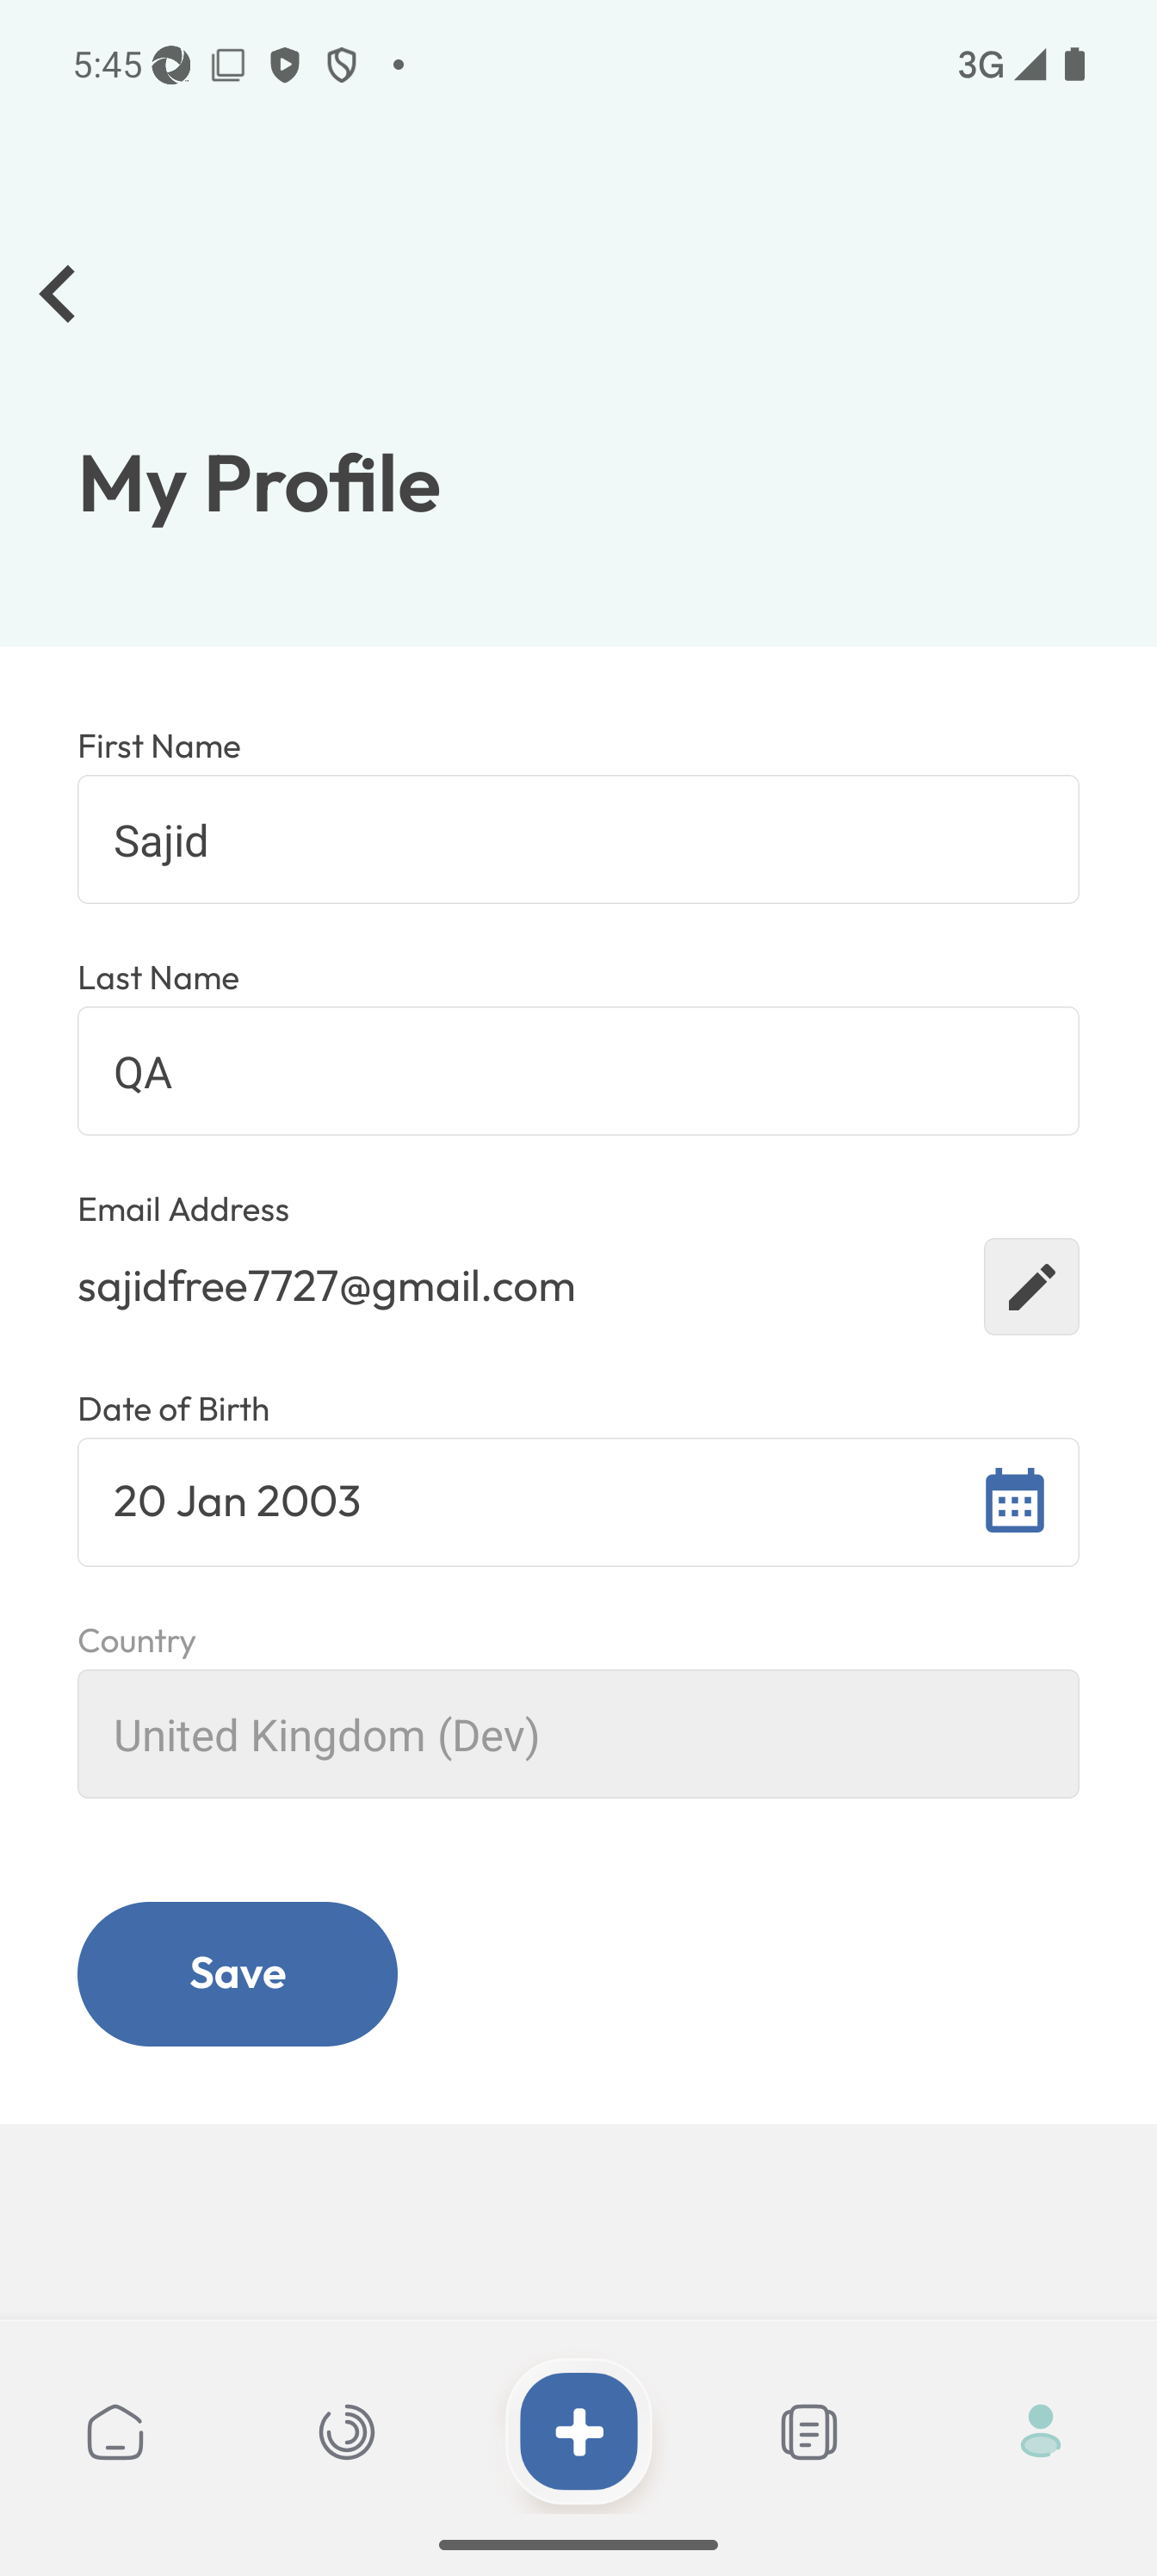 5:45
3G
My Profile
First Name
Sajid
Last Name
QA
Email Address
sajidfree7727@gmail.com
Date of Birth
20 Jan 2003
Country
United Kingdom (Dev)
Save